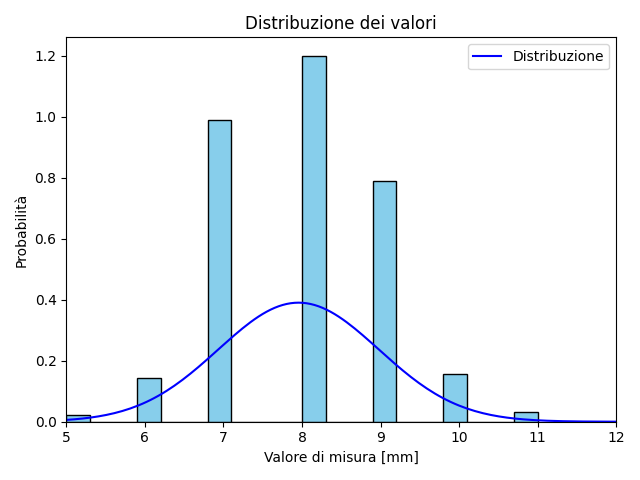 Distribuzione dei valori
Distribuzione
Probabilità
1.2
1.0
0.8
0.6
0.4
0.2
0.0
5 6 7 8 9 10 11 12
Valore di misura [mm]